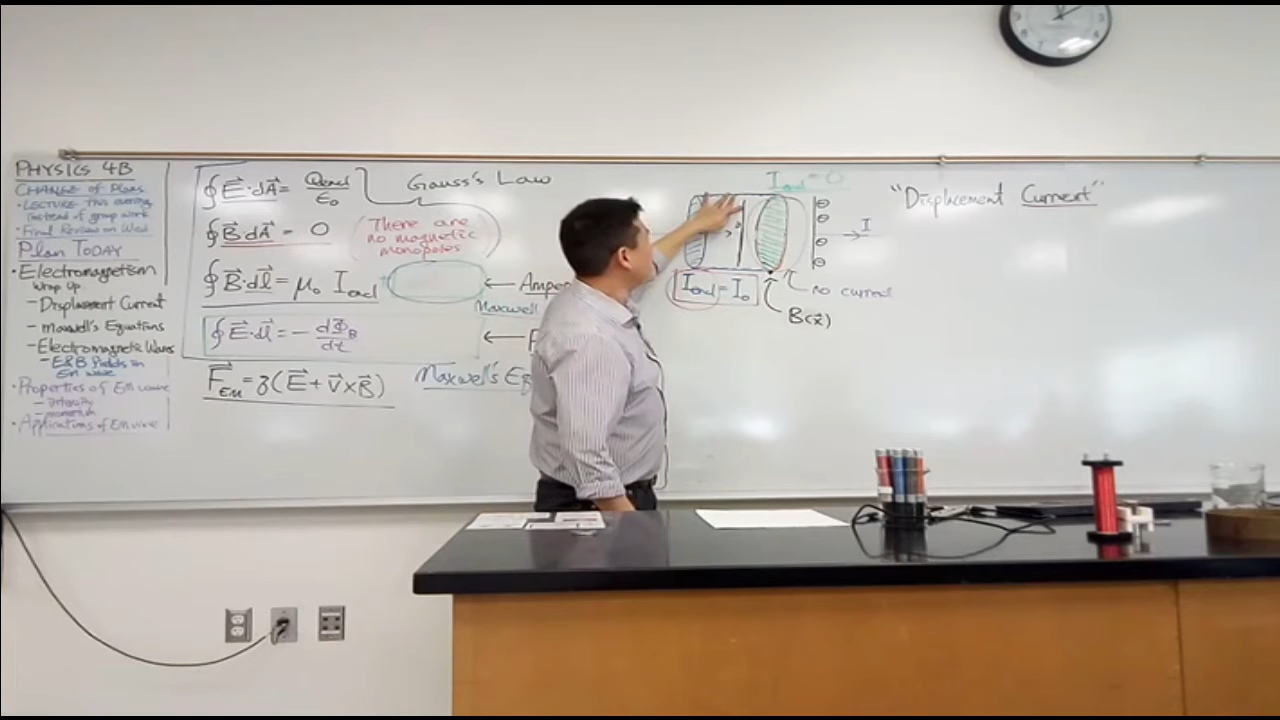 PHYSICS 4B
CHANGE of Plans
• LECTURE this evening
instead of group work
• Final Review on Wed
Plan TODAY
• Electromagnetism
Wrap up
- Displacement Current
- Maxwell's Equations
- Electromagnetic Waves
- E&B fields in
EM wave
• Properties of EM wave
- intensity
- momentum
• Applications of EM wave
∮E⃗·dA⃗ = Qencl/ε₀
Gauss's Law
∮B⃗·dA⃗ = 0
(There are
no magnetic
monopoles)
∮B⃗·dl⃗ = μ₀ Iencl
← Ampe
Maxwell
∮E⃗·dl⃗ = - dΦ_B/dt
←
F⃗_EM = q(E⃗ + v⃗ × B⃗)
Maxwell's Eq
Iencl = 0
I
Iencl = I₀
no current
B(x⃗)
"Displacement Current"